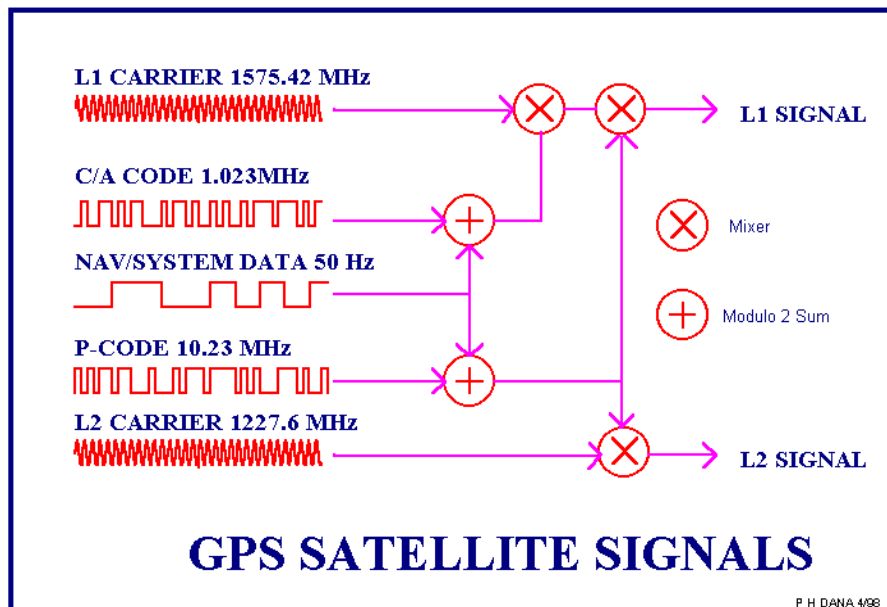 L1 CARRIER 1575.42 MHz
L1 SIGNAL
C/A CODE 1.023MHz
Mixer
NAV/SYSTEM DATA 50 Hz
Modulo 2 Sum
P-CODE 10.23 MHz
L2 CARRIER 1227.6 MHz
L2 SIGNAL
GPS SATELLITE SIGNALS
P H DANA 4/98